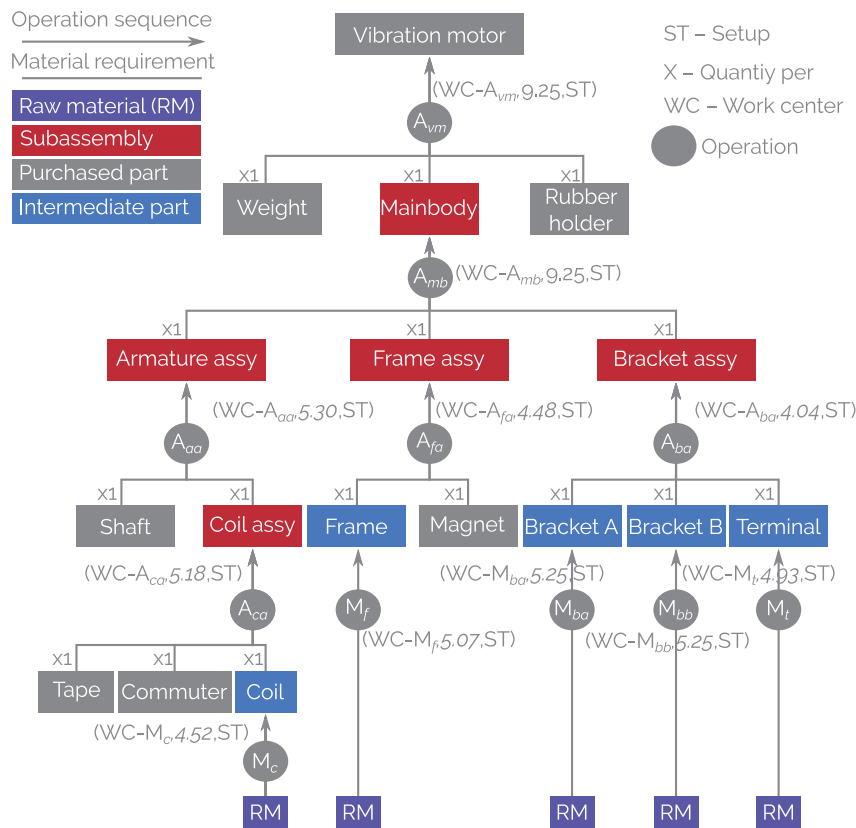 Operation sequence
Material requirement
Raw material (RM)
Subassembly
Purchased part
Intermediate part
ST – Setup
X – Quantiy per
WC – Work center
Operation
Vibration motor
(WC-Avm,9.25,ST)
Avm
x1 x1 x1
Weight Mainbody Rubber
holder
Amb (WC-Amb,9.25,ST)
x1 x1 x1
Armature assy Frame assy Bracket assy
(WC-Aaa,5.30,ST) (WC-Afa,4.48,ST) (WC-Aba,4.04,ST)
Aaa Afa Aba
x1 x1 x1 x1 x1 x1 x1
Shaft Coil assy Frame Magnet Bracket A Bracket B Terminal
(WC-Aca,5.18,ST) (WC-Mba,5.25,ST) (WC-Mt,4.93,ST)
Aca Mf Mba Mbb Mt
(WC-Mf,5.07,ST) (WC-Mbb,5.25,ST)
x1 x1 x1
Tape Commuter Coil
(WC-Mc,4.52,ST)
Mc
RM RM RM RM RM